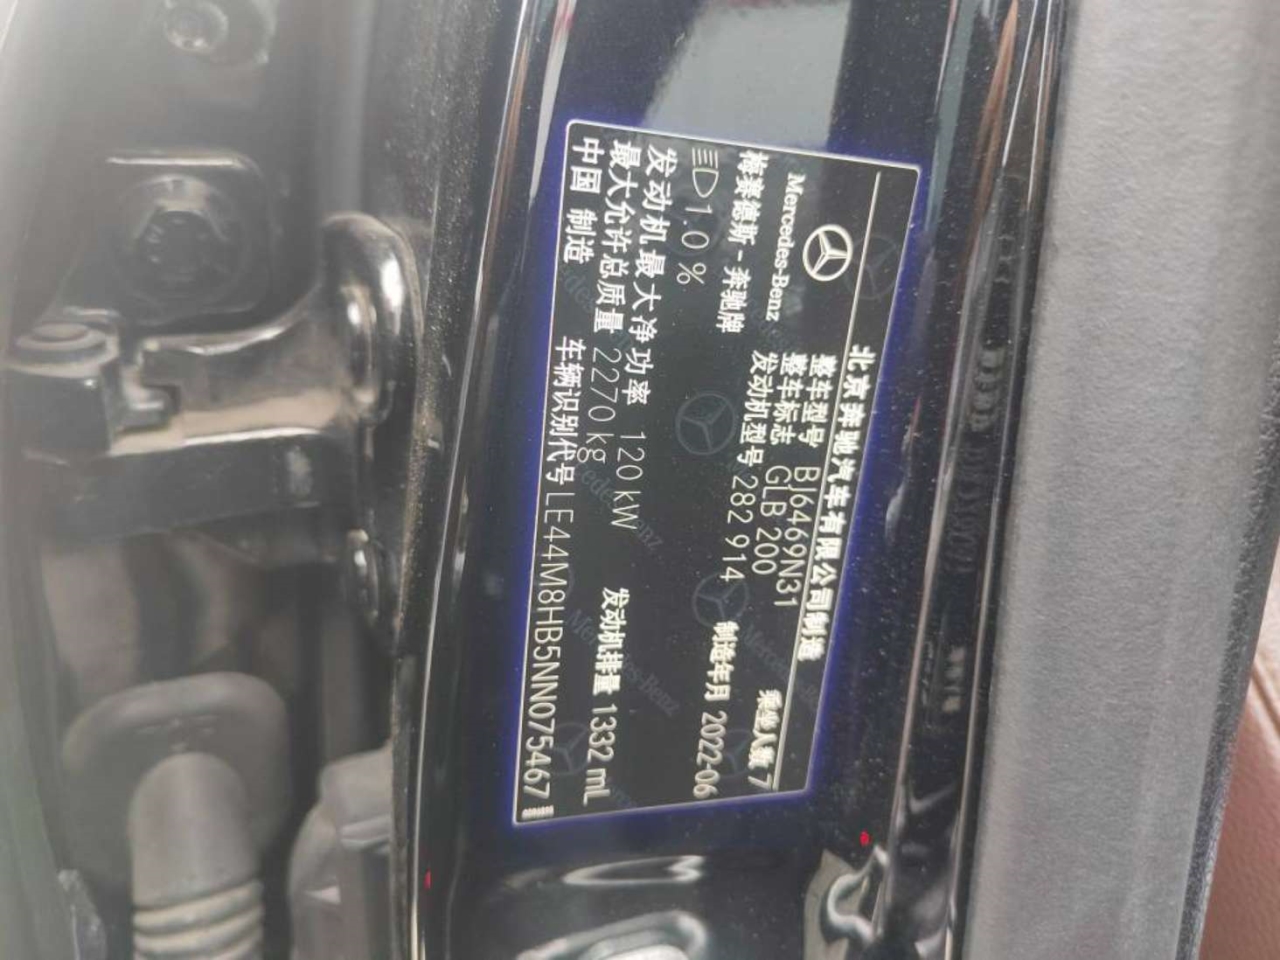 北京奔驰汽车有限公司制造
Mercedes-Benz
整车型号 BJ6469N31
整车标志 GLB 200
乘坐人数 7
梅赛德斯-奔驰牌
发动机型号 282 914
制造年月 2022-06
1.0 %
发动机最大净功率 120 kW
发动机排量 1332 mL
最大允许总质量 2270 kg
中国 制造
车辆识别代号 LE44M8HB5NN075467